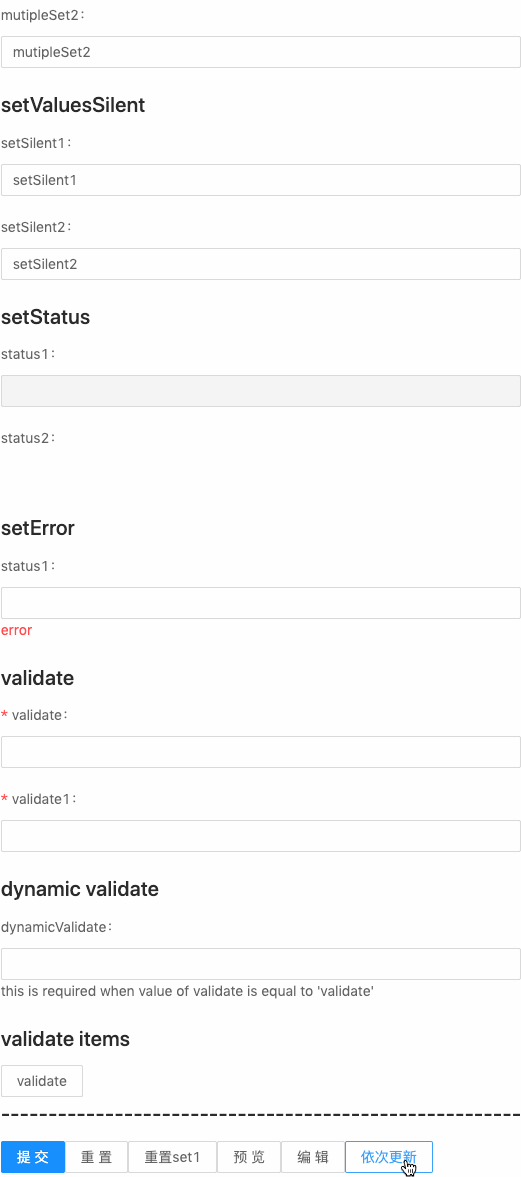 mutipleSet2:
mutipleSet2
setValuesSilent
setSilent1:
setSilent1
setSilent2:
setSilent2
setStatus
status1:
status2:
setError
status1:
error
validate
* validate:
* validate1:
dynamic validate
dynamicValidate:
this is required when value of validate is equal to 'validate'
validate items
validate
提 交 重 置 重置set1 预 览 编 辑 依次更新